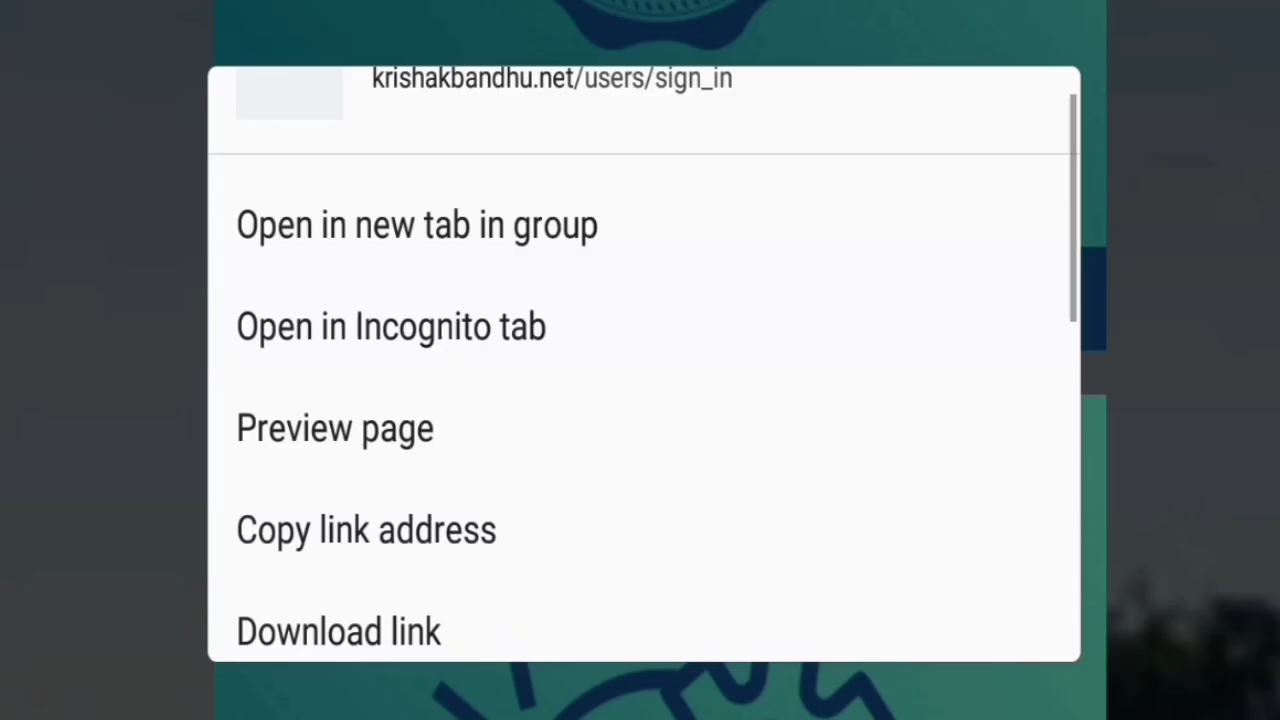 krishakbandhu.net/users/sign_in
Open in new tab in group
Open in Incognito tab
Preview page
Copy link address
Download link